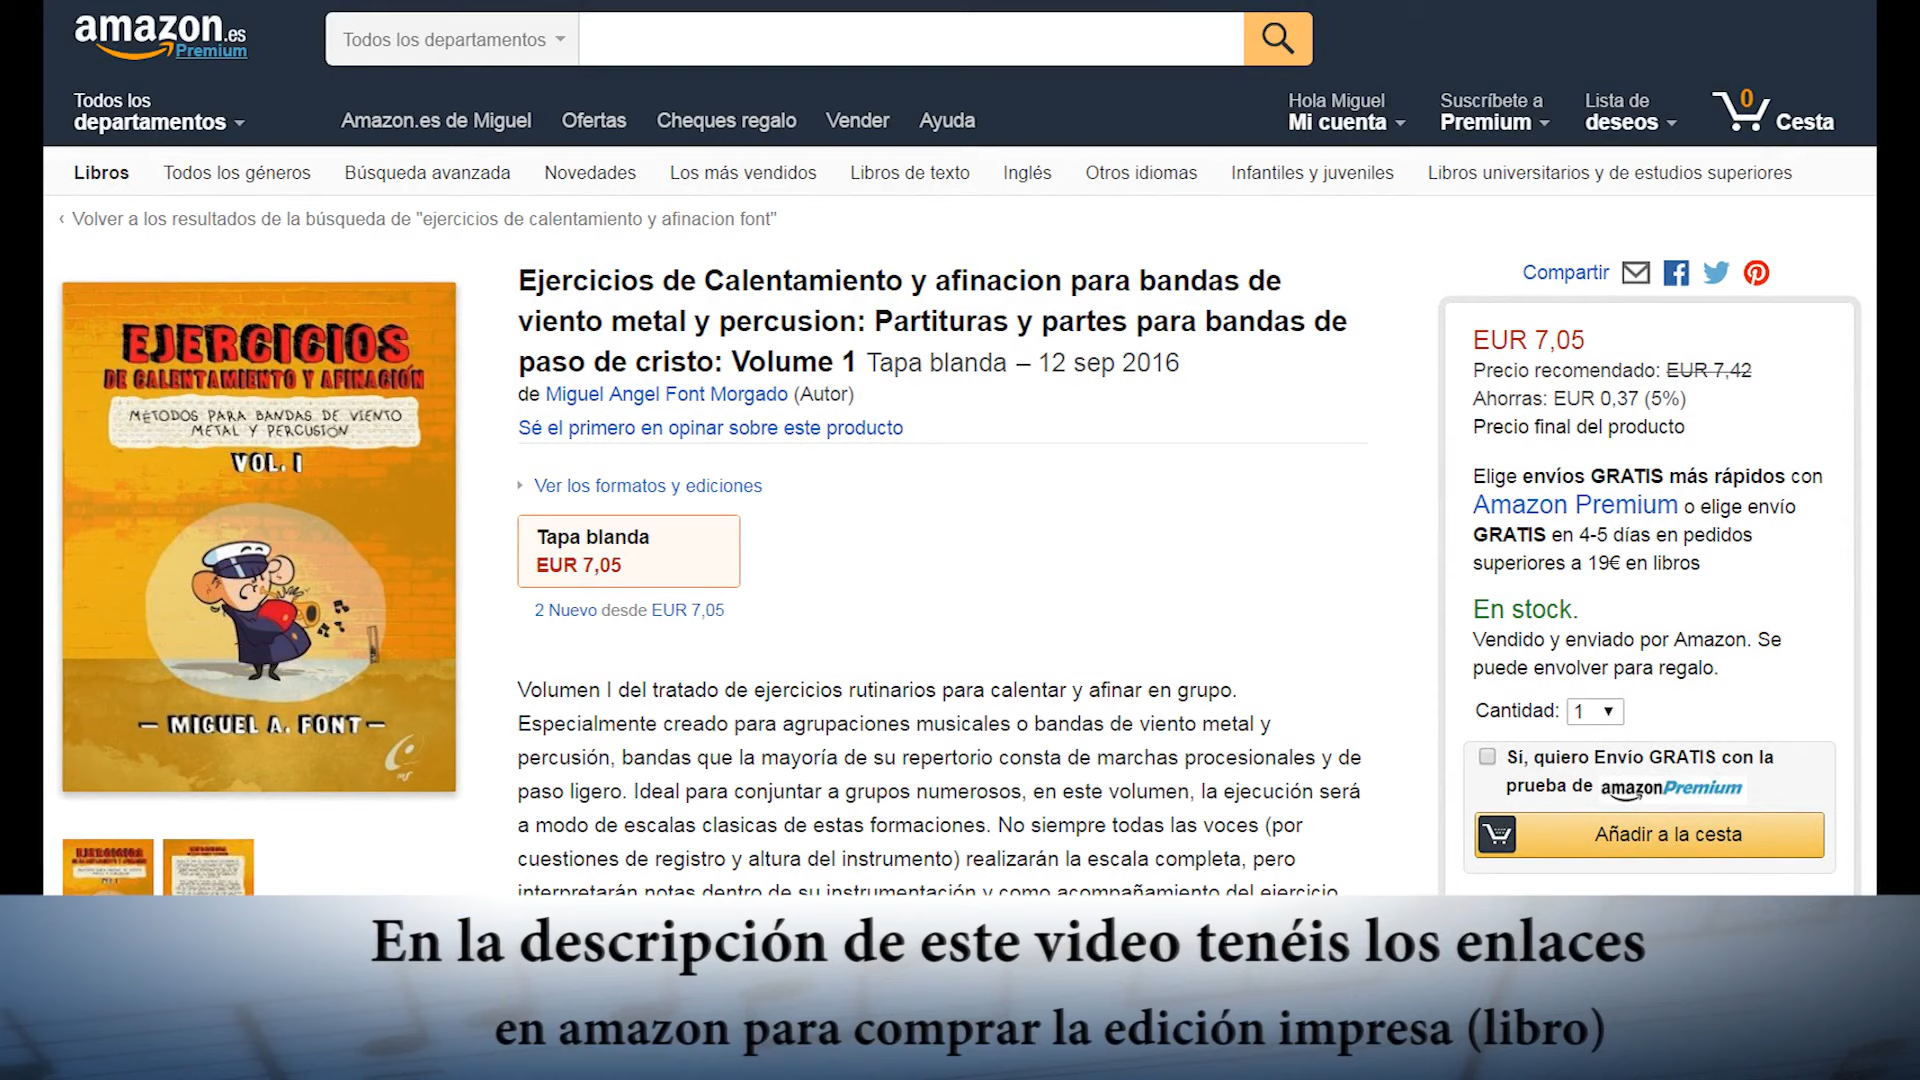 amazon.es
Premium
Todos los departamentos
Todos los
departamentos
Amazon.es de Miguel
Ofertas
Cheques regalo
Vender
Ayuda
Hola Miguel
Mi cuenta
Suscríbete a
Premium
Lista de
deseos
0
Cesta
Libros
Todos los géneros
Búsqueda avanzada
Novedades
Los más vendidos
Libros de texto
Inglés
Otros idiomas
Infantiles y juveniles
Libros universitarios y de estudios superiores
‹ Volver a los resultados de la búsqueda de "ejercicios de calentamiento y afinacion font"
EJERCICIOS
DE CALENTAMIENTO Y AFINACIÓN
MÉTODOS PARA BANDAS DE VIENTO
METAL Y PERCUSIÓN
VOL. I
— MIGUEL A. FONT —
Ejercicios de Calentamiento y afinacion para bandas de
viento metal y percusion: Partituras y partes para bandas de
paso de cristo: Volume 1 Tapa blanda – 12 sep 2016
de Miguel Angel Font Morgado (Autor)
Sé el primero en opinar sobre este producto
Ver los formatos y ediciones
Tapa blanda
EUR 7,05
2 Nuevo desde EUR 7,05
Volumen I del tratado de ejercicios rutinarios para calentar y afinar en grupo.
Especialmente creado para agrupaciones musicales o bandas de viento metal y
percusión, bandas que la mayoría de su repertorio consta de marchas procesionales y de
paso ligero. Ideal para conjuntar a grupos numerosos, en este volumen, la ejecución será
a modo de escalas clasicas de estas formaciones. No siempre todas las voces (por
cuestiones de registro y altura del instrumento) realizarán la escala completa, pero
interpretarán notas dentro de su instrumentación y como acompañamiento del ejercicio
Compartir
EUR 7,05
Precio recomendado: EUR 7,42
Ahorras: EUR 0,37 (5%)
Precio final del producto
Elige envíos GRATIS más rápidos con
Amazon Premium o elige envío
GRATIS en 4-5 días en pedidos
superiores a 19€ en libros
En stock.
Vendido y enviado por Amazon. Se
puede envolver para regalo.
Cantidad: 1
Sí, quiero Envío GRATIS con la
prueba de amazonPremium
Añadir a la cesta
En la descripción de este video tenéis los enlaces
en amazon para comprar la edición impresa (libro)